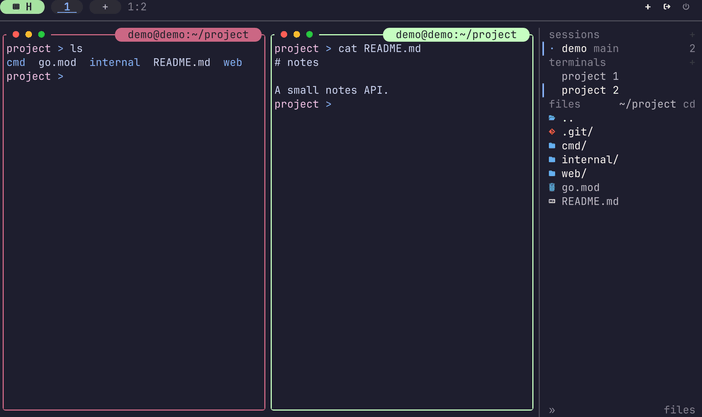 H 1 + 1:2
demo@demo:~/project
project > ls
cmd go.mod internal README.md web
project >
demo@demo:~/project
project > cat README.md
# notes
A small notes API.
project >
sessions +
· demo main 2
terminals +
project 1
project 2
files ~/project cd
..
.git/
cmd/
internal/
web/
go.mod
README.md
» files